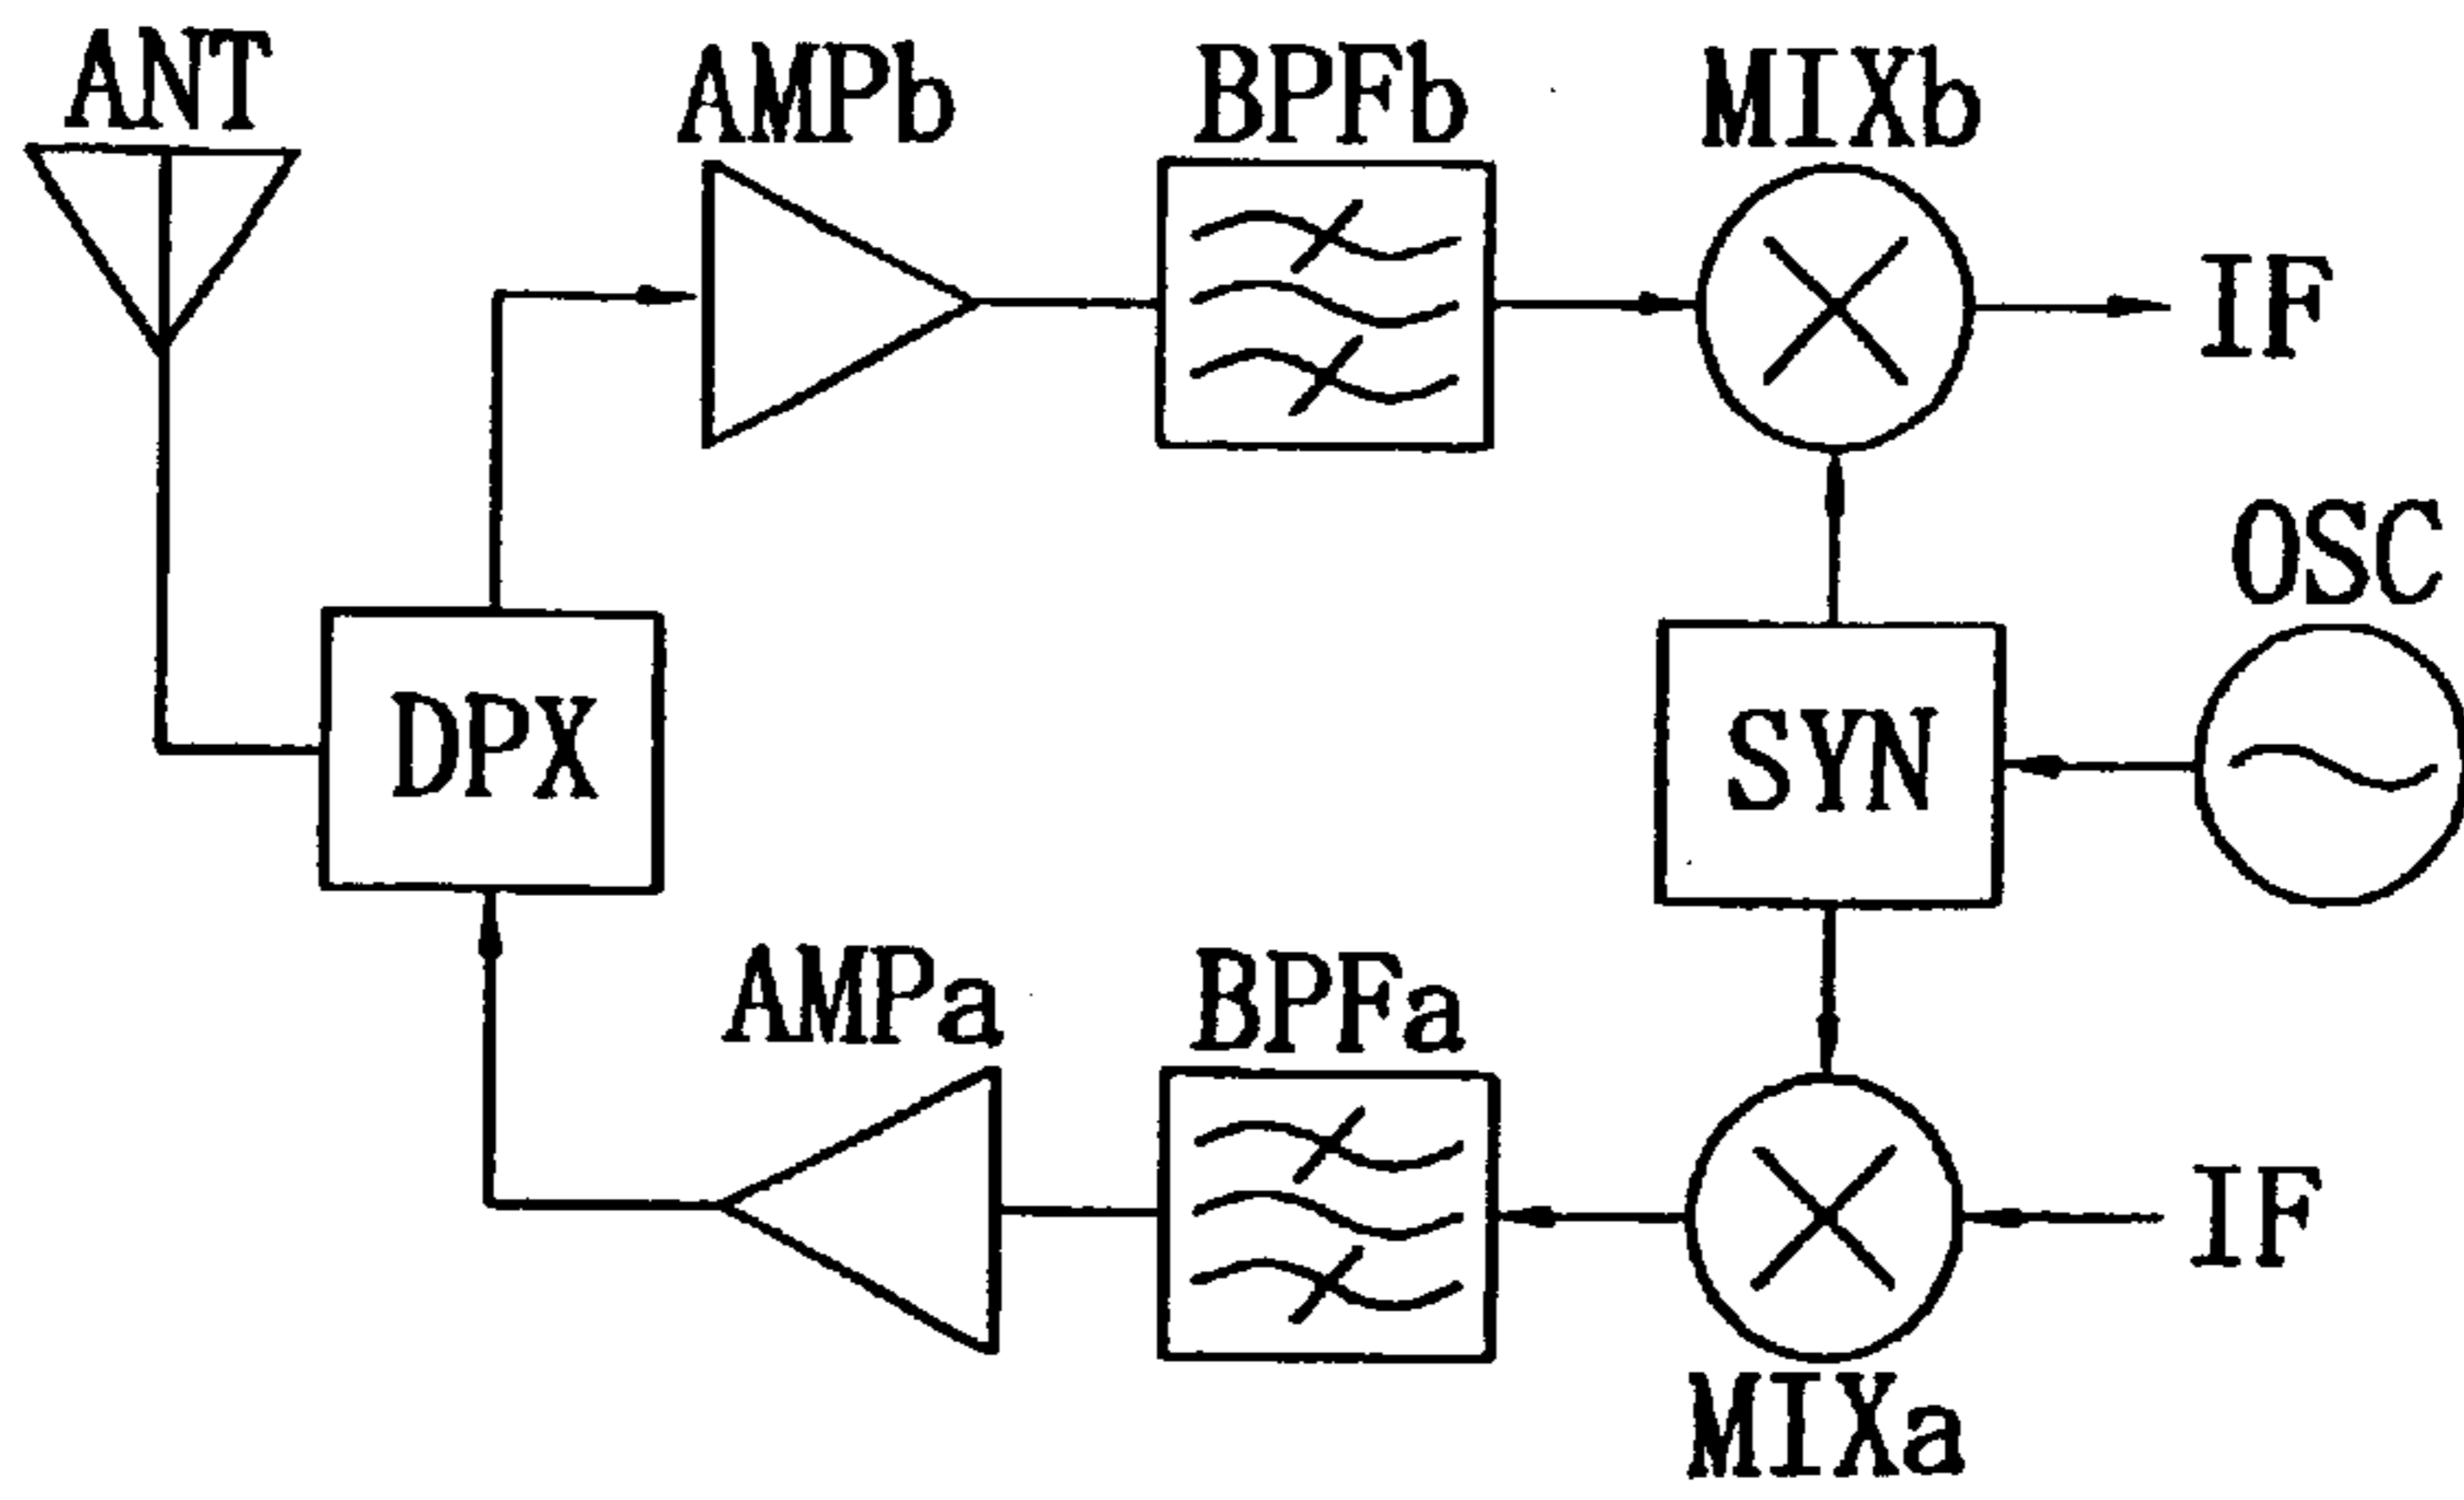 ANT
AMPb
BPFb
MIXb
IF
OSC
DPX
SYN
AMPa
BPFa
IF
MIXa